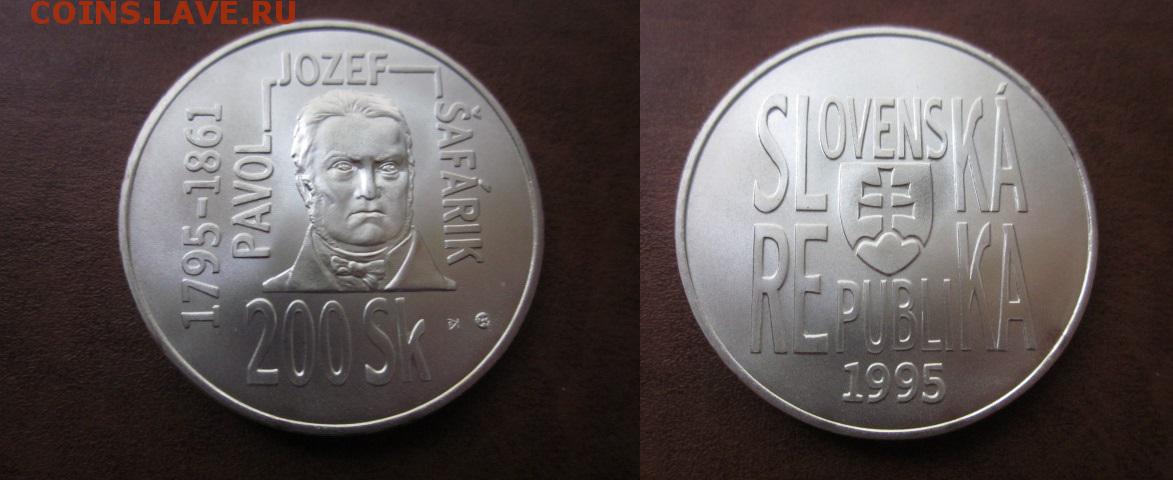 COINS.LAVE.RU
1795-1861
PAVOL
JOZEF
ŠAFÁRIK
200 Sk
SLOVENSKÁ
REPUBLIKA
1995